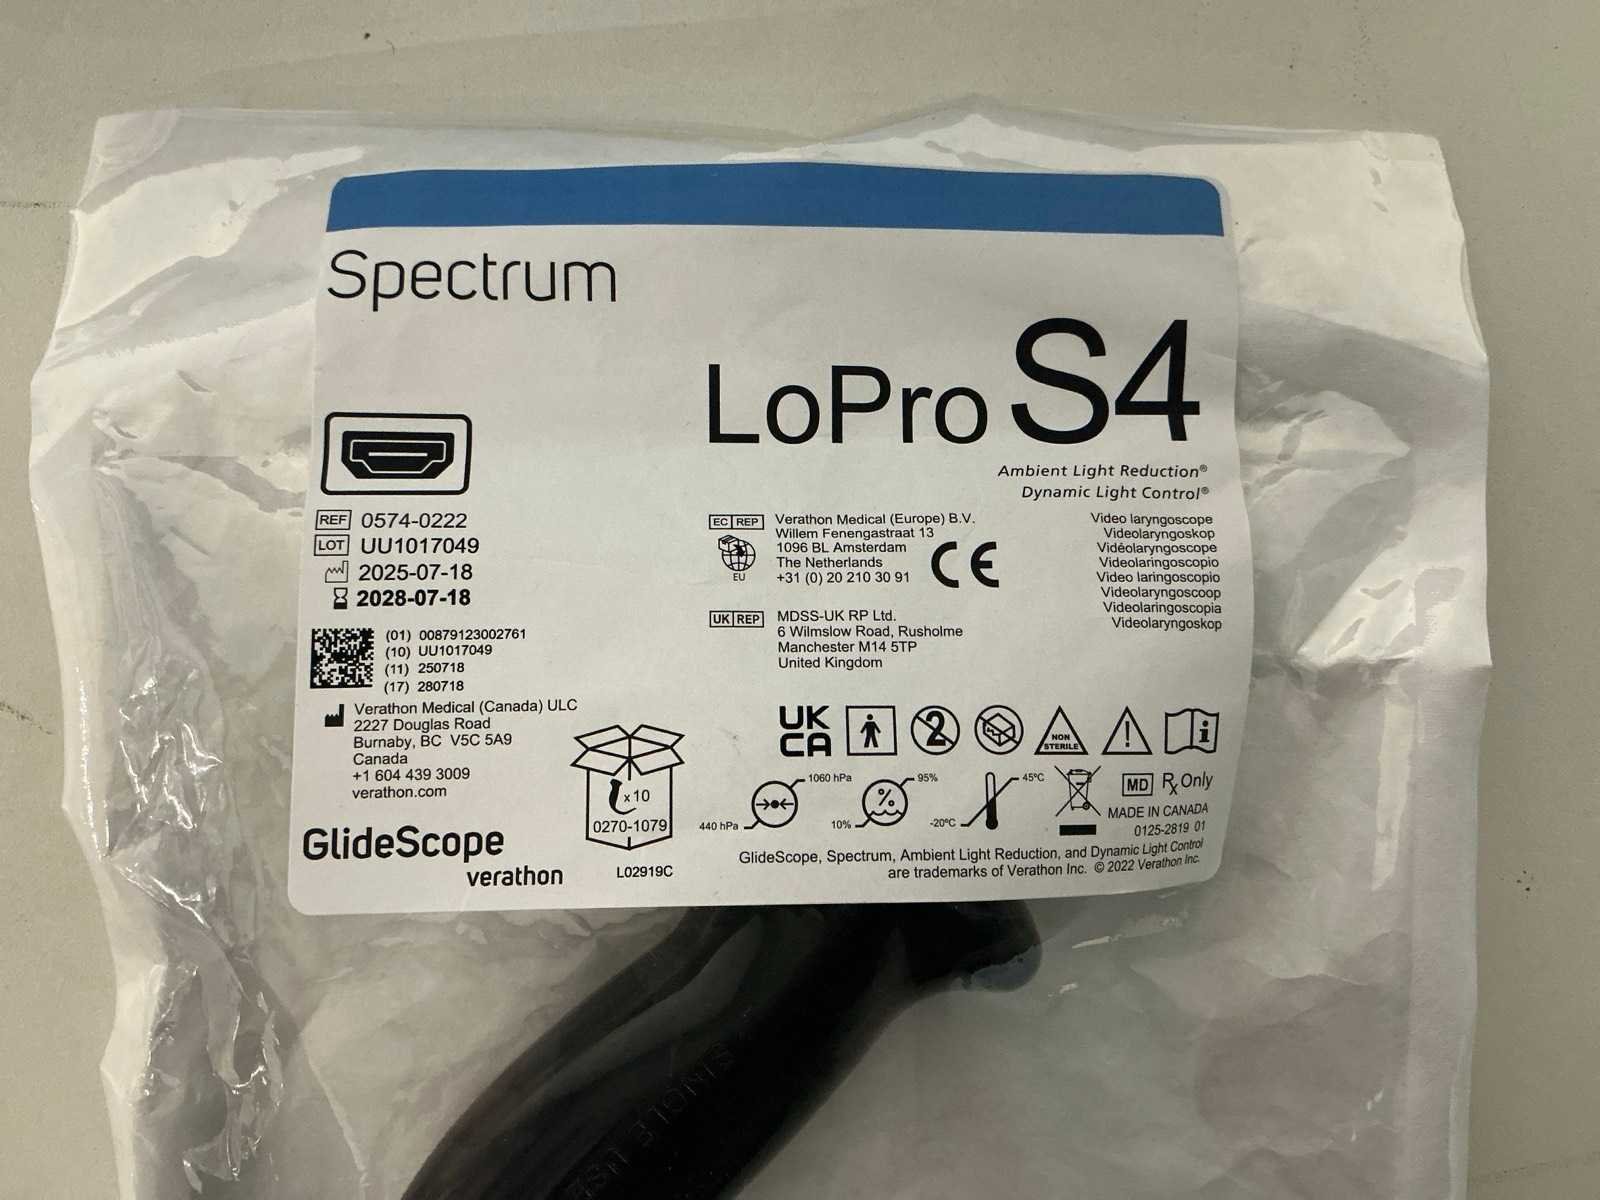 Spectrum
LoPro S4
Ambient Light Reduction®
Dynamic Light Control®
REF 0574-0222
LOT UU1017049
2025-07-18
2028-07-18
(01) 00879123002761
(10) UU1017049
(11) 250718
(17) 280718
Verathon Medical (Canada) ULC
2227 Douglas Road
Burnaby, BC V5C 5A9
Canada
+1 604 439 3009
verathon.com
GlideScope
verathon
x 10
0270-1079
L02919C
EC REP Verathon Medical (Europe) B.V.
Willem Fenengastraat 13
1096 BL Amsterdam
The Netherlands
+31 (0) 20 210 30 91
EU
CE
UK REP MDSS-UK RP Ltd.
6 Wilmslow Road, Rusholme
Manchester M14 5TP
United Kingdom
Video laryngoscope
Videolaryngoskop
Vidéolaryngoscope
Videolaringoscopio
Video laringoscopio
Videolaryngoscoop
Videolaringoscopia
Videolaryngoskop
UK
CA
2
NON
STERILE
!
i
1060 hPa
440 hPa
%
95%
10%
45ºC
-20ºC
MD Rx Only
MADE IN CANADA
0125-2819 01
GlideScope, Spectrum, Ambient Light Reduction, and Dynamic Light Control
are trademarks of Verathon Inc. © 2022 Verathon Inc.
SINGLE USE